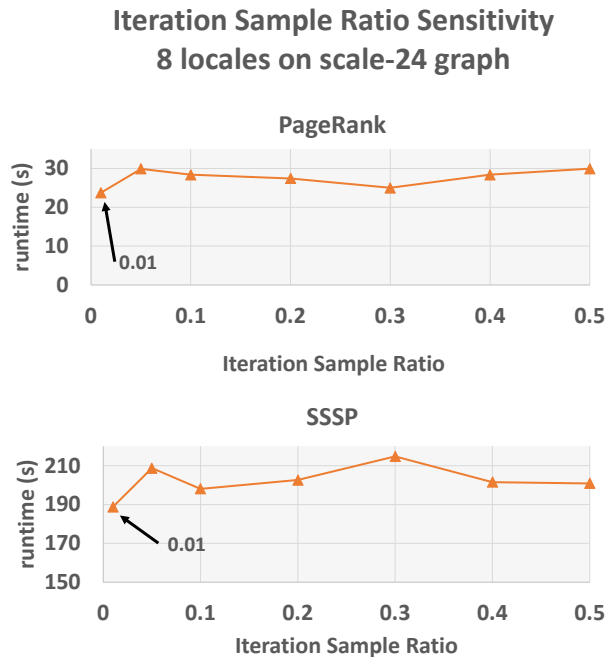 Iteration Sample Ratio Sensitivity
8 locales on scale-24 graph
PageRank
runtime (s)
30
20
10
0
0.01
0 0.1 0.2 0.3 0.4 0.5
Iteration Sample Ratio
SSSP
runtime (s)
210
190
170
150
0.01
0 0.1 0.2 0.3 0.4 0.5
Iteration Sample Ratio